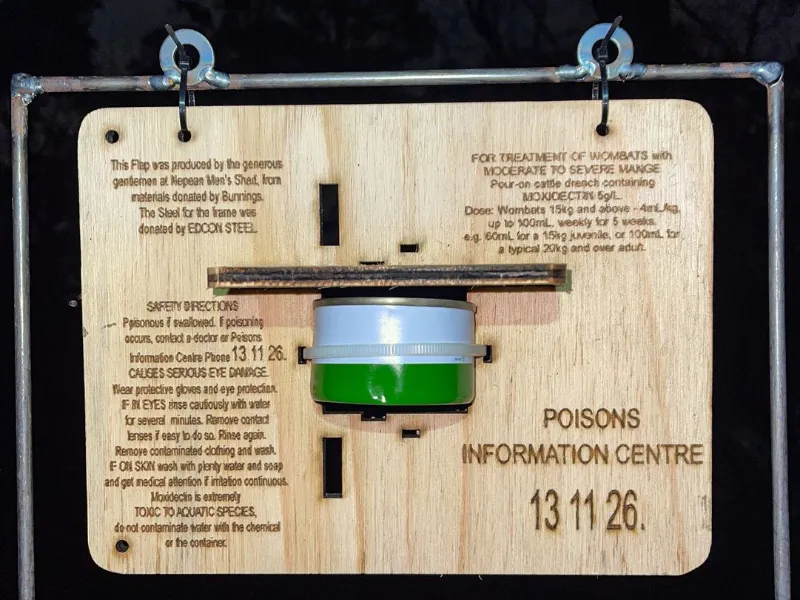 This Flap was produced by the generous
gentlemen at Nepean Men's Shed, from
materials donated by Bunnings.
The Steel for the frame was
donated by EDCON STEEL.
FOR TREATMENT OF WOMBATS with
MODERATE TO SEVERE MANGE
Pour-on cattle drench containing
MOXIDECTIN 5g/L.
Dose: Wombats 15kg and above - 4mL/kg,
up to 100mL, weekly for 5 weeks.
e.g. 60mL for a 15kg juvenile, or 100mL for
a typical 20kg and over adult.
SAFETY DIRECTIONS
Poisonous if swallowed. If poisoning
occurs, contact a doctor or Poisons
Information Centre Phone 13 11 26.
CAUSES SERIOUS EYE DAMAGE.
Wear protective gloves and eye protection.
IF IN EYES rinse cautiously with water
for several minutes. Remove contact
lenses if easy to do so. Rinse again.
Remove contaminated clothing and wash.
IF ON SKIN wash with plenty water and soap
and get medical attention if irritation continuous.
Moxidectin is extremely
TOXIC TO AQUATIC SPECIES,
do not contaminate water with the chemical
or the container.
POISONS
INFORMATION CENTRE
13 11 26.